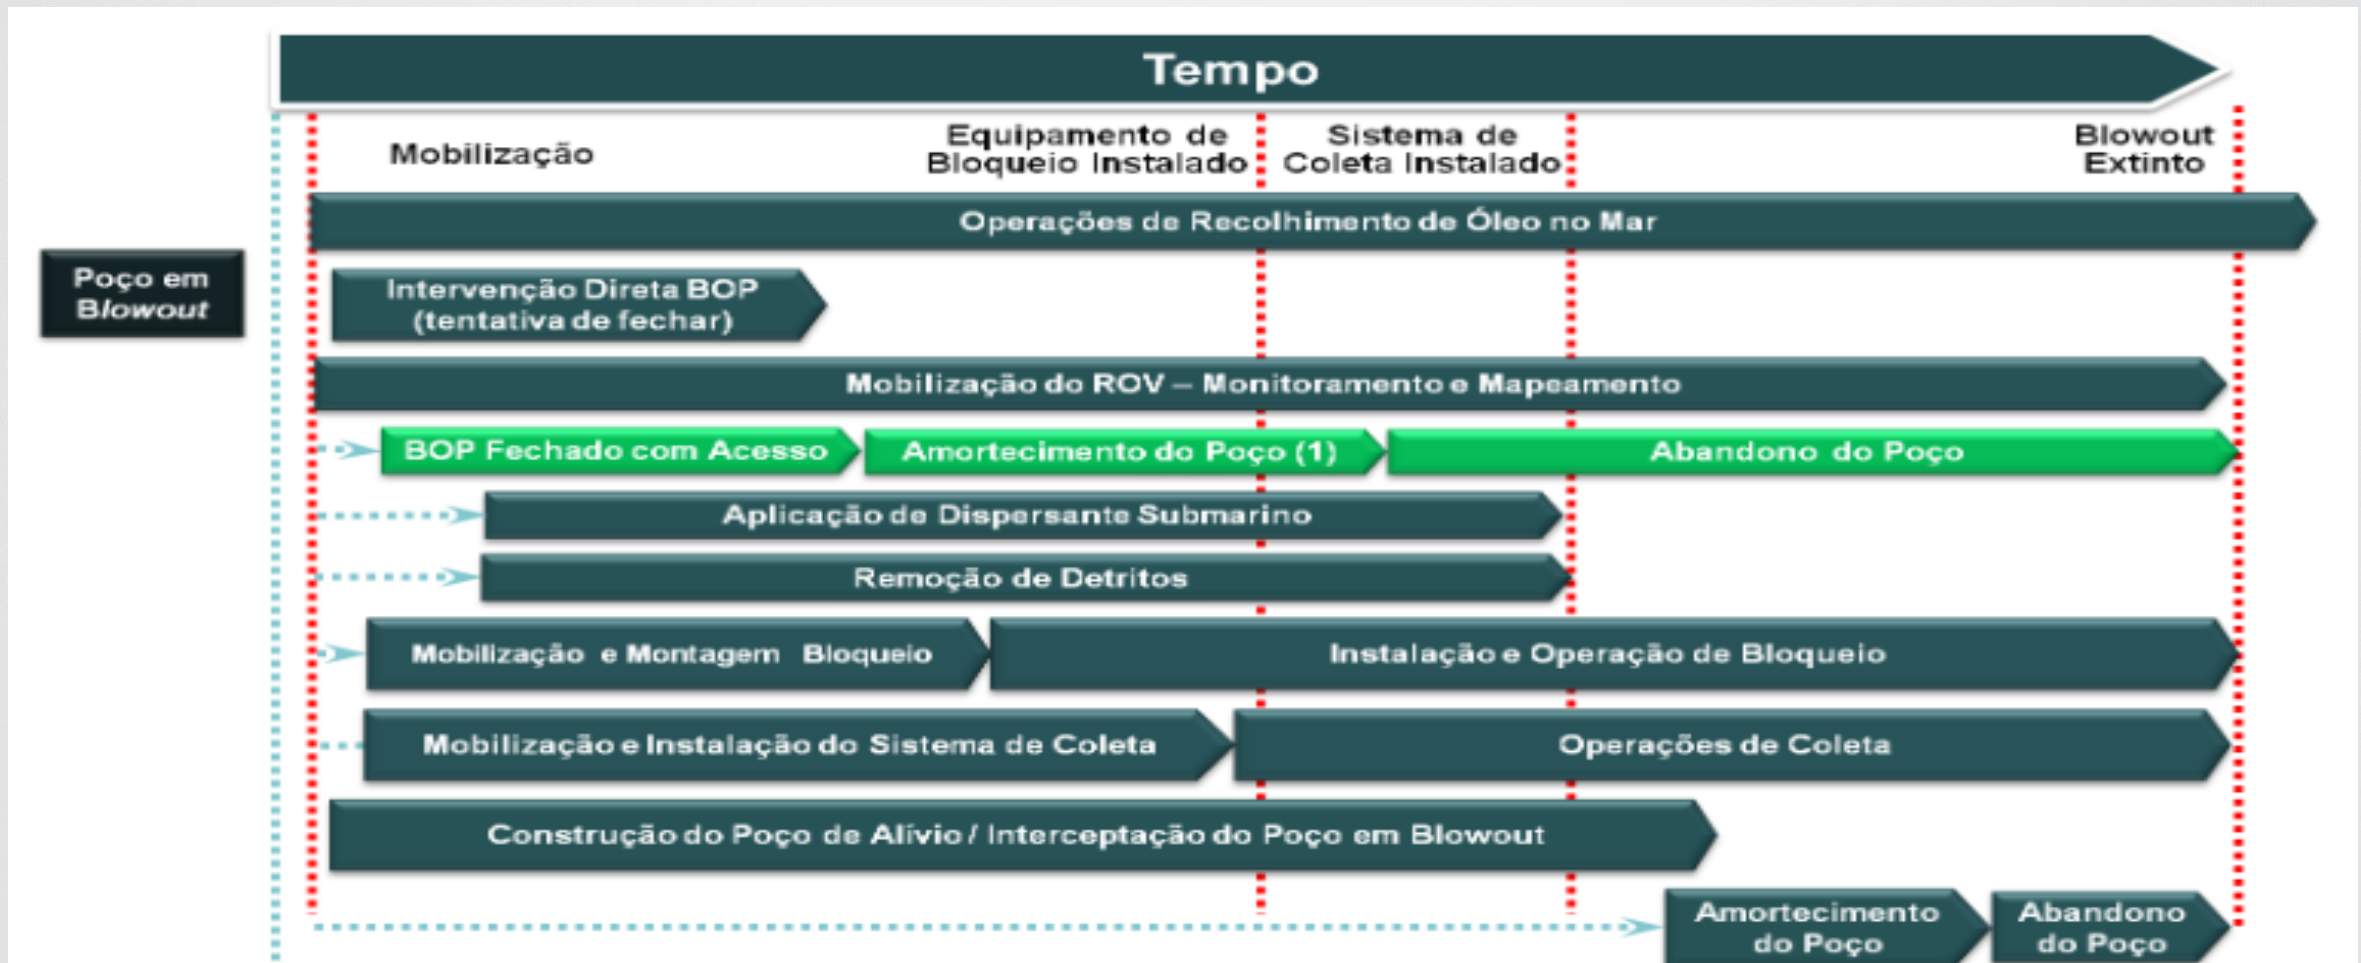 Tempo
Mobilização
Equipamento de
Bloqueio Instalado
Sistema de
Coleta Instalado
Blowout
Extinto
Operações de Recolhimento de Óleo no Mar
Poço em
Blowout
Intervenção Direta BOP
(tentativa de fechar)
Mobilização do ROV – Monitoramento e Mapeamento
BOP Fechado com Acesso
Amortecimento do Poço (1)
Abandono do Poço
Aplicação de Dispersante Submarino
Remoção de Detritos
Mobilização e Montagem Bloqueio
Instalação e Operação de Bloqueio
Mobilização e Instalação do Sistema de Coleta
Operações de Coleta
Construção do Poço de Alívio / Interceptação do Poço em Blowout
Amortecimento
do Poço
Abandono
do Poço